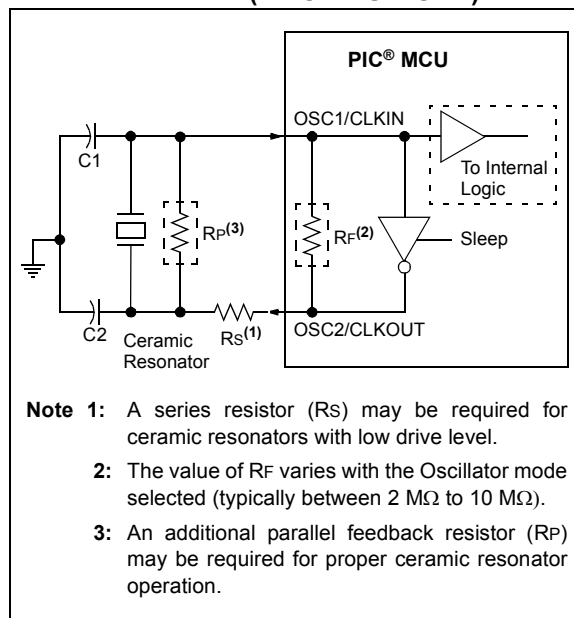 PIC® MCU
OSC1/CLKIN
C1
To Internal
Logic
RP(3)
RF(2)
Sleep
C2
Ceramic
Resonator
RS(1)
OSC2/CLKOUT
Note 1: A series resistor (RS) may be required for
ceramic resonators with low drive level.
2: The value of RF varies with the Oscillator mode
selected (typically between 2 MΩ to 10 MΩ).
3: An additional parallel feedback resistor (RP)
may be required for proper ceramic resonator
operation.